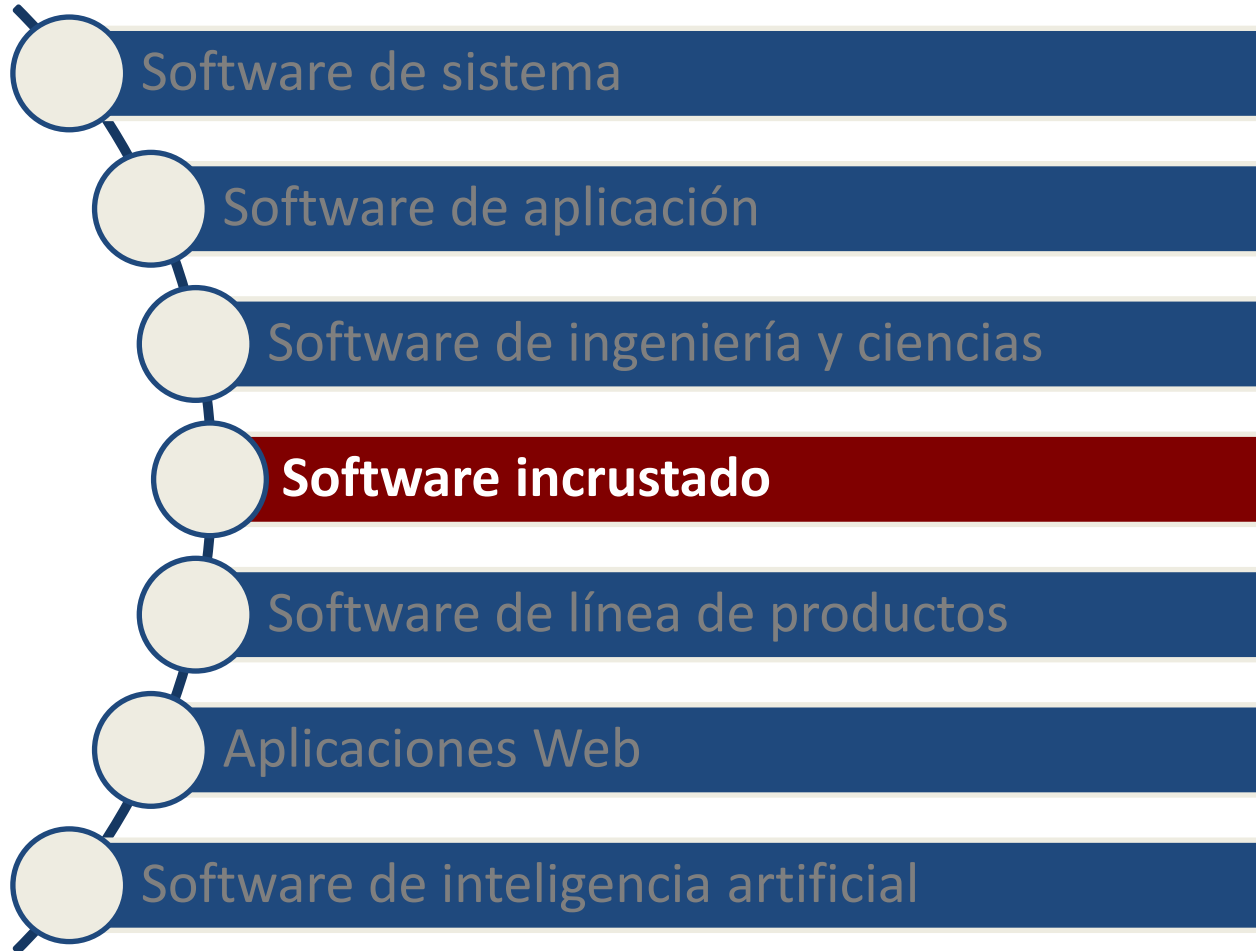 Software de sistema
Software de aplicación
Software de ingeniería y ciencias
Software incrustado
Software de línea de productos
Aplicaciones Web
Software de inteligencia artificial